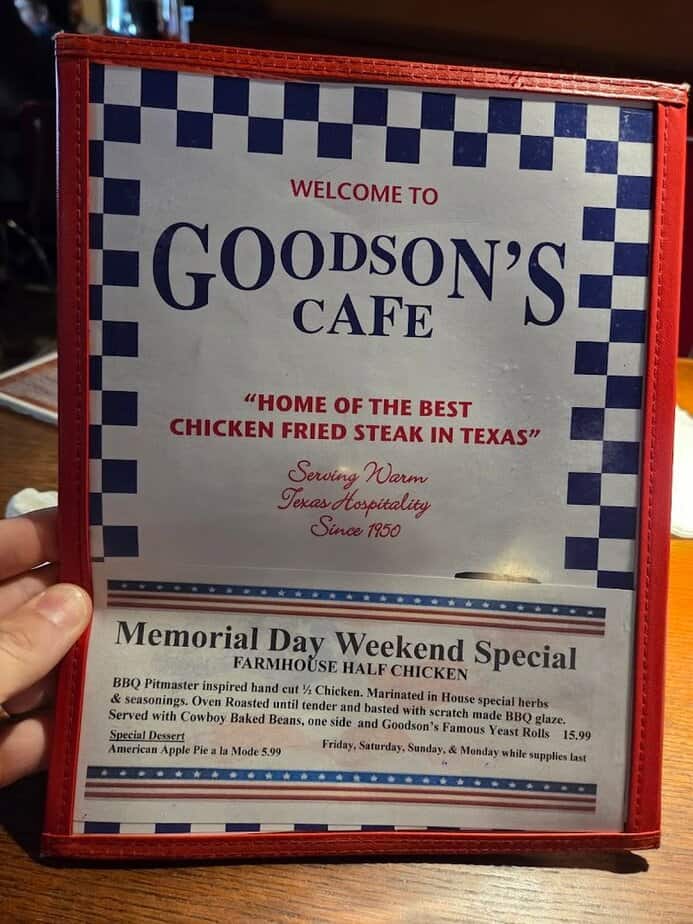 WELCOME TO
GOODSON'S
CAFE
"HOME OF THE BEST
CHICKEN FRIED STEAK IN TEXAS"
Serving Warm
Texas Hospitality
Since 1950
Memorial Day Weekend Special
FARMHOUSE HALF CHICKEN
BBQ Pitmaster inspired hand cut ½ Chicken. Marinated in House special herbs
& seasonings. Oven Roasted until tender and basted with scratch made BBQ glaze.
Served with Cowboy Baked Beans, one side and Goodson's Famous Yeast Rolls 15.99
Special Dessert
American Apple Pie a la Mode 5.99 Friday, Saturday, Sunday, & Monday while supplies last